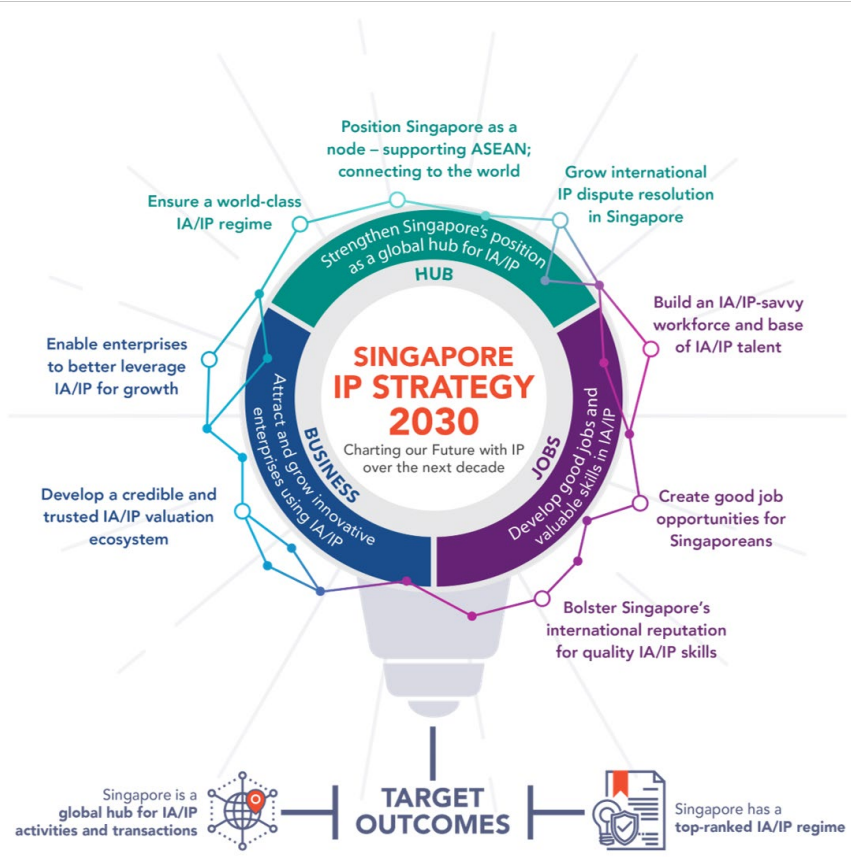 Position Singapore as a
node – supporting ASEAN;
connecting to the world
Grow international
IP dispute resolution
in Singapore
Ensure a world-class
IA/IP regime
Strengthen Singapore's position
as a global hub for IA/IP
HUB
Build an IA/IP-savvy
workforce and base
of IA/IP talent
Enable enterprises
to better leverage
IA/IP for growth
SINGAPORE
IP STRATEGY
2030
Charting our Future with IP
over the next decade
BUSINESS
Attract and grow innovative
enterprises using IA/IP
JOBS
Develop good jobs and
valuable skills in IA/IP
Develop a credible and
trusted IA/IP valuation
ecosystem
Create good job
opportunities for
Singaporeans
Bolster Singapore's
international reputation
for quality IA/IP skills
Singapore is a
global hub for IA/IP
activities and transactions
TARGET
OUTCOMES
Singapore has a
top-ranked IA/IP regime